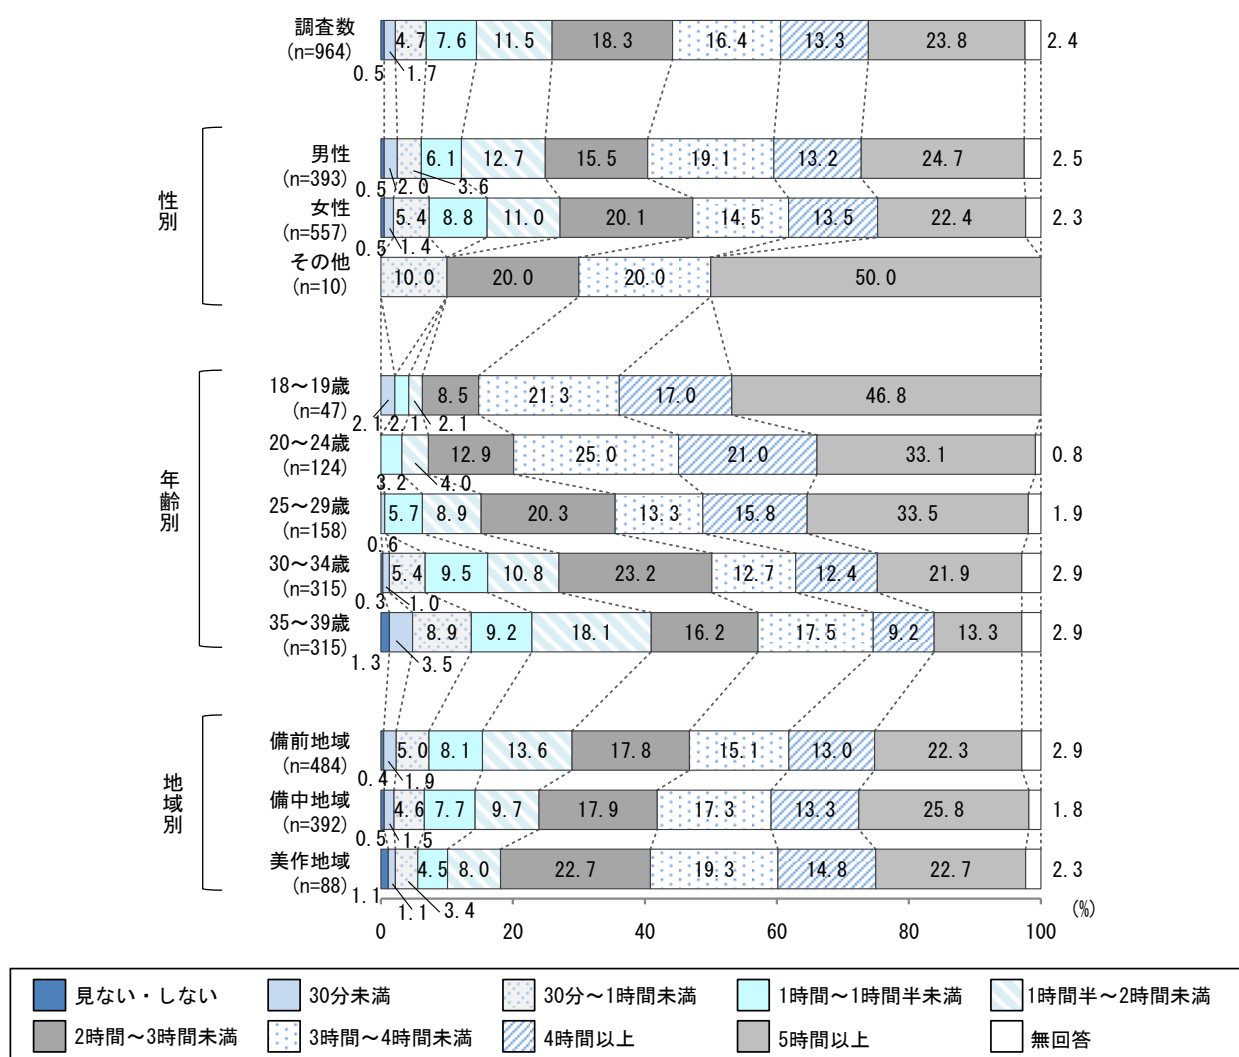 調査数
(n=964)
4.7 7.6 11.5 18.3 16.4 13.3 23.8 2.4
0.5 1.7
性別
男性
(n=393)
6.1 12.7 15.5 19.1 13.2 24.7 2.5
0.5 2.0 3.6
女性
(n=557)
5.4 8.8 11.0 20.1 14.5 13.5 22.4 2.3
0.5 1.4
その他
(n=10)
10.0 20.0 20.0 50.0
年齢別
18～19歳
(n=47)
8.5 21.3 17.0 46.8
2.1 2.1 2.1
20～24歳
(n=124)
12.9 25.0 21.0 33.1 0.8
3.2 4.0
25～29歳
(n=158)
5.7 8.9 20.3 13.3 15.8 33.5 1.9
0.6
30～34歳
(n=315)
5.4 9.5 10.8 23.2 12.7 12.4 21.9 2.9
0.3 1.0
35～39歳
(n=315)
8.9 9.2 18.1 16.2 17.5 9.2 13.3 2.9
1.3 3.5
地域別
備前地域
(n=484)
5.0 8.1 13.6 17.8 15.1 13.0 22.3 2.9
0.4 1.9
備中地域
(n=392)
4.6 7.7 9.7 17.9 17.3 13.3 25.8 1.8
0.5 1.5
美作地域
(n=88)
4.5 8.0 22.7 19.3 14.8 22.7 2.3
1.1 1.1 3.4
(%)
0 20 40 60 80 100
見ない・しない 30分未満 30分～1時間未満 1時間～1時間半未満 1時間半～2時間未満
2時間～3時間未満 3時間～4時間未満 4時間以上 5時間以上 無回答